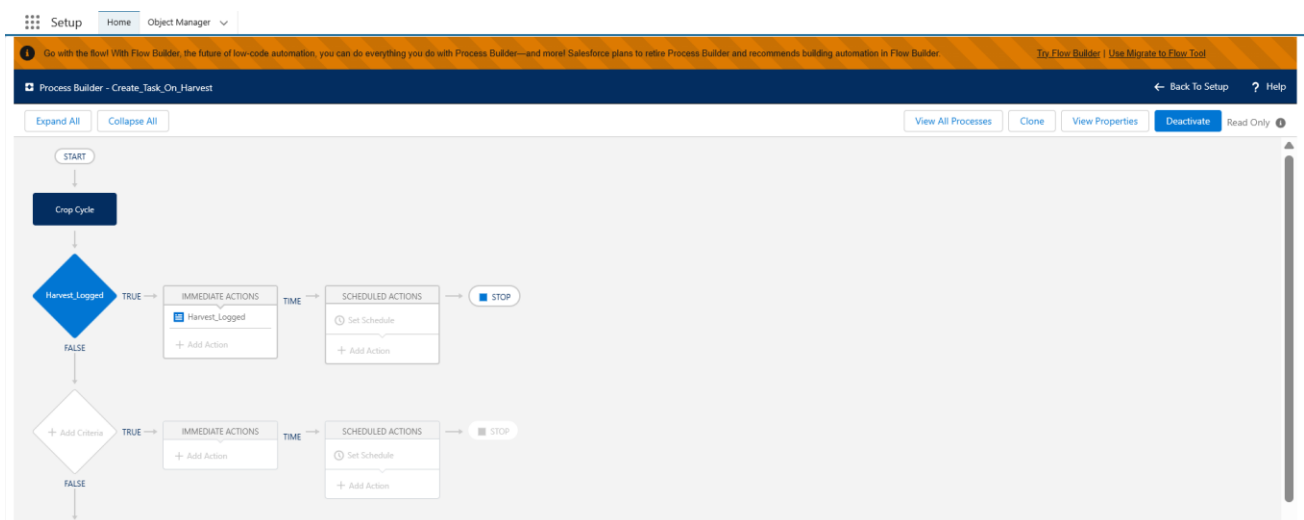 Setup Home Object Manager
Go with the flow! With Flow Builder, the future of low-code automation, you can do everything you do with Process Builder—and more! Salesforce plans to retire Process Builder and recommends building automation in Flow Builder. Try Flow Builder | Use Migrate to Flow Tool
Process Builder - Create_Task_On_Harvest ← Back To Setup ? Help
Expand All Collapse All View All Processes Clone View Properties Deactivate Read Only
START
Crop Cycle
Harvest_Logged TRUE IMMEDIATE ACTIONS TIME SCHEDULED ACTIONS STOP
Harvest_Logged Set Schedule
+ Add Action + Add Action
FALSE
+ Add Criteria TRUE IMMEDIATE ACTIONS TIME SCHEDULED ACTIONS STOP
+ Add Action Set Schedule
+ Add Action
FALSE